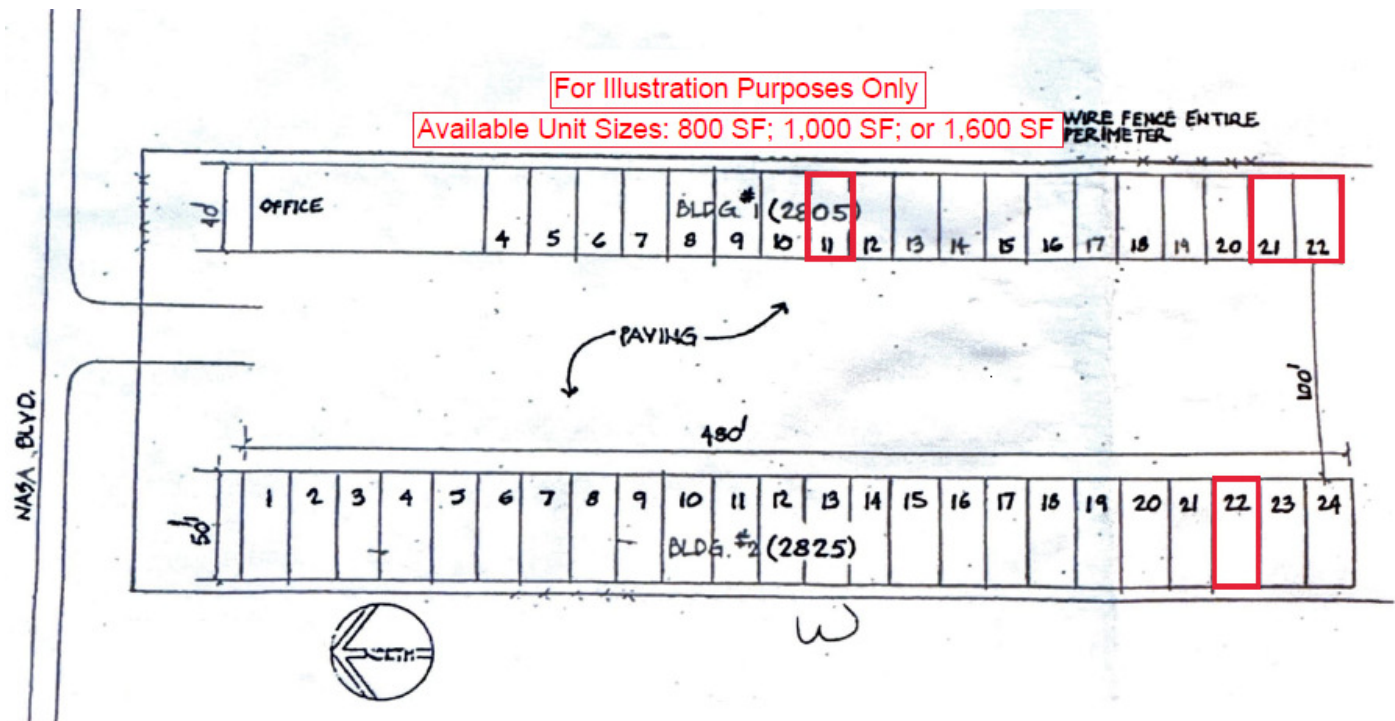 For Illustration Purposes Only
Available Unit Sizes: 800 SF; 1,000 SF; or 1,600 SF
WIRE FENCE ENTIRE
PERIMETER
40'
OFFICE
BLDG. #1 (2805)
4 5 6 7 8 9 10 11 12 13 14 15 16 17 18 19 20 21 22
PAVING
100'
480'
NASA BLVD.
50'
1 2 3 4 5 6 7 8 9 10 11 12 13 14 15 16 17 18 19 20 21 22 23 24
BLDG. #2 (2825)
W